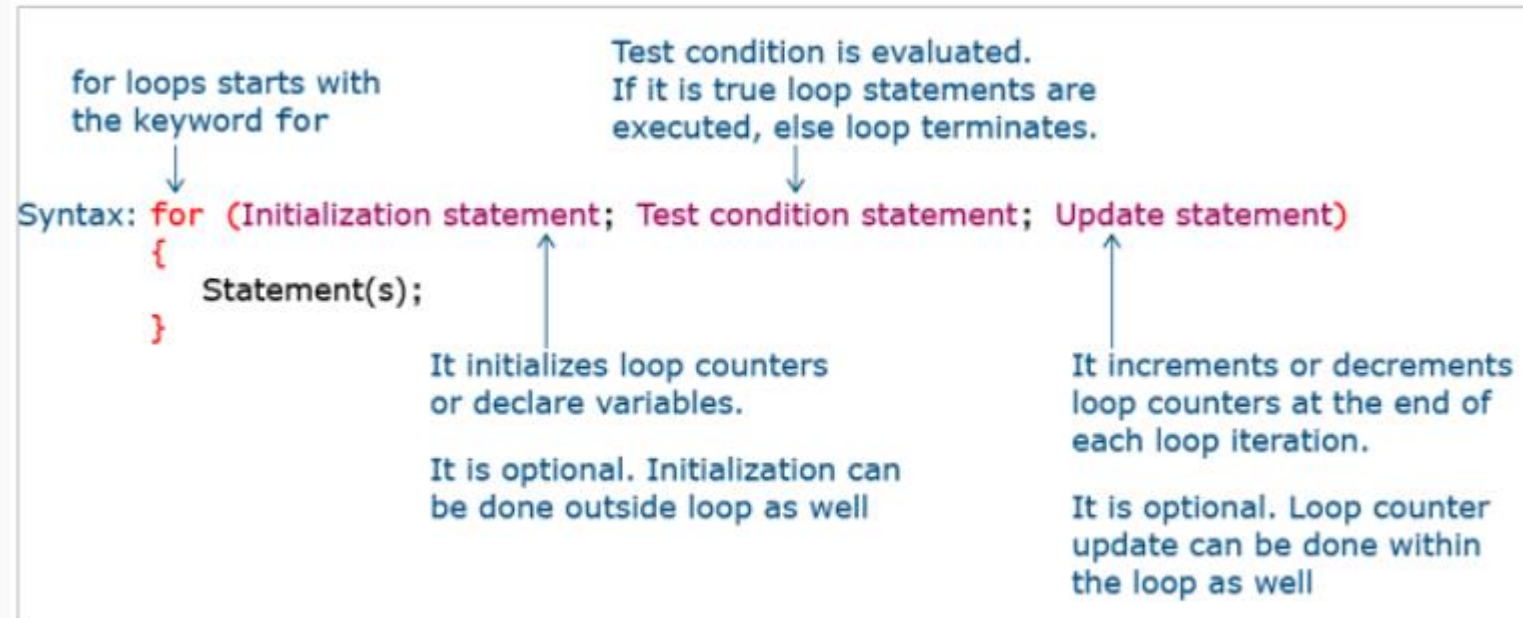 for loops starts with
the keyword for
Test condition is evaluated.
If it is true loop statements are
executed, else loop terminates.
Syntax: for (Initialization statement; Test condition statement; Update statement)
{
Statement(s);
}
It initializes loop counters
or declare variables.
It is optional. Initialization can
be done outside loop as well
It increments or decrements
loop counters at the end of
each loop iteration.
It is optional. Loop counter
update can be done within
the loop as well